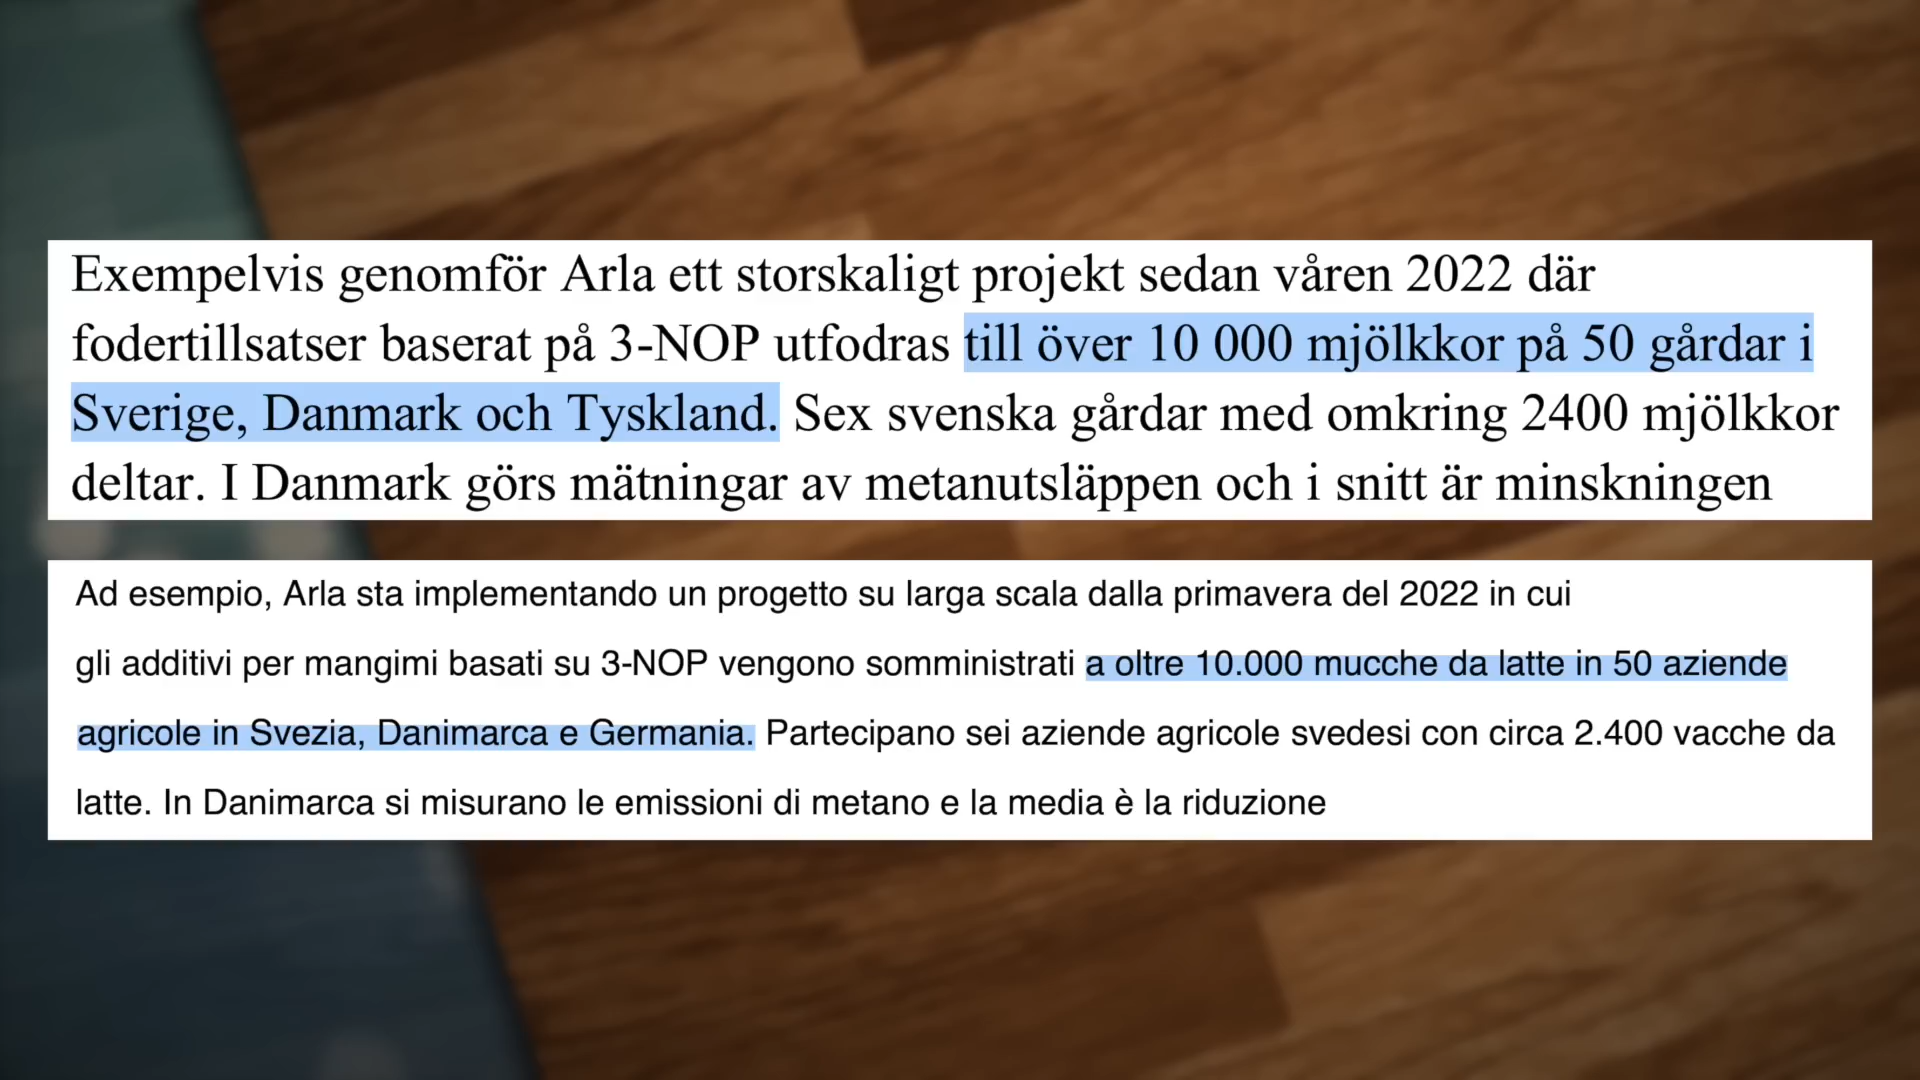 Exempelvis genomför Arla ett storskaligt projekt sedan våren 2022 där
fodertillsatser baserat på 3-NOP utfodras till över 10 000 mjölkkor på 50 gårdar i
Sverige, Danmark och Tyskland. Sex svenska gårdar med omkring 2400 mjölkkor
deltar. I Danmark görs mätningar av metanutsläppen och i snitt är minskningen
Ad esempio, Arla sta implementando un progetto su larga scala dalla primavera del 2022 in cui
gli additivi per mangimi basati su 3-NOP vengono somministrati a oltre 10.000 mucche da latte in 50 aziende
agricole in Svezia, Danimarca e Germania. Partecipano sei aziende agricole svedesi con circa 2.400 vacche da
latte. In Danimarca si misurano le emissioni di metano e la media è la riduzione